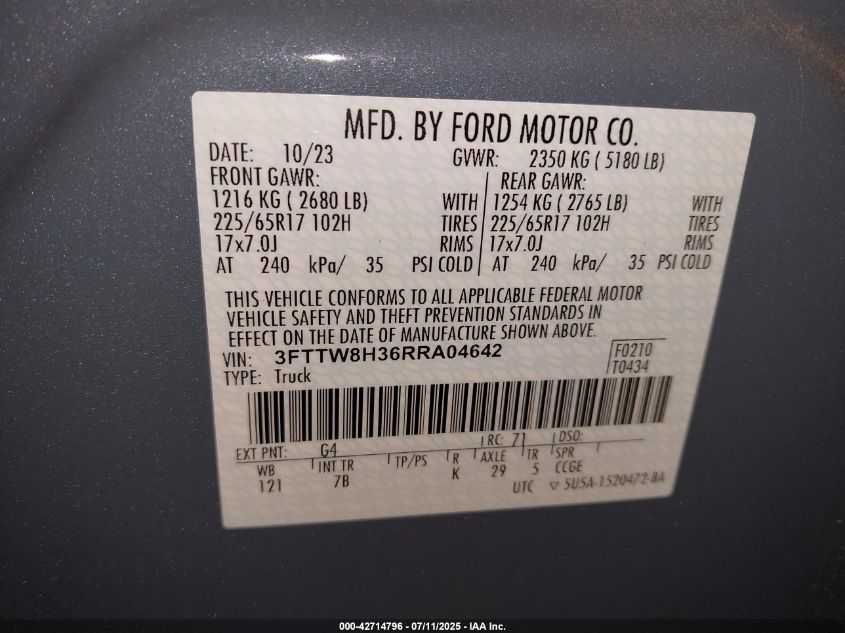 MFD. BY FORD MOTOR CO.
DATE: 10/23 GVWR: 2350 KG ( 5180 LB)
FRONT GAWR: REAR GAWR:
1216 KG ( 2680 LB) WITH 1254 KG ( 2765 LB) WITH
225/65R17 102H TIRES 225/65R17 102H TIRES
17x7.0J RIMS 17x7.0J RIMS
AT 240 kPa/ 35 PSI COLD AT 240 kPa/ 35 PSI COLD
THIS VEHICLE CONFORMS TO ALL APPLICABLE FEDERAL MOTOR
VEHICLE SAFETY AND THEFT PREVENTION STANDARDS IN
EFFECT ON THE DATE OF MANUFACTURE SHOWN ABOVE.
VIN: 3FTTW8H36RRA04642 F0210
TYPE: Truck T0434
EXT PNT: G4 RC: 71 DSO:
WB INT TR TP/PS R AXLE TR SPR
121 7B K 29 5 CCGE
UTC ▽ 5U5A-1520472-BA
000-42714796 - 07/11/2025 - IAA Inc.